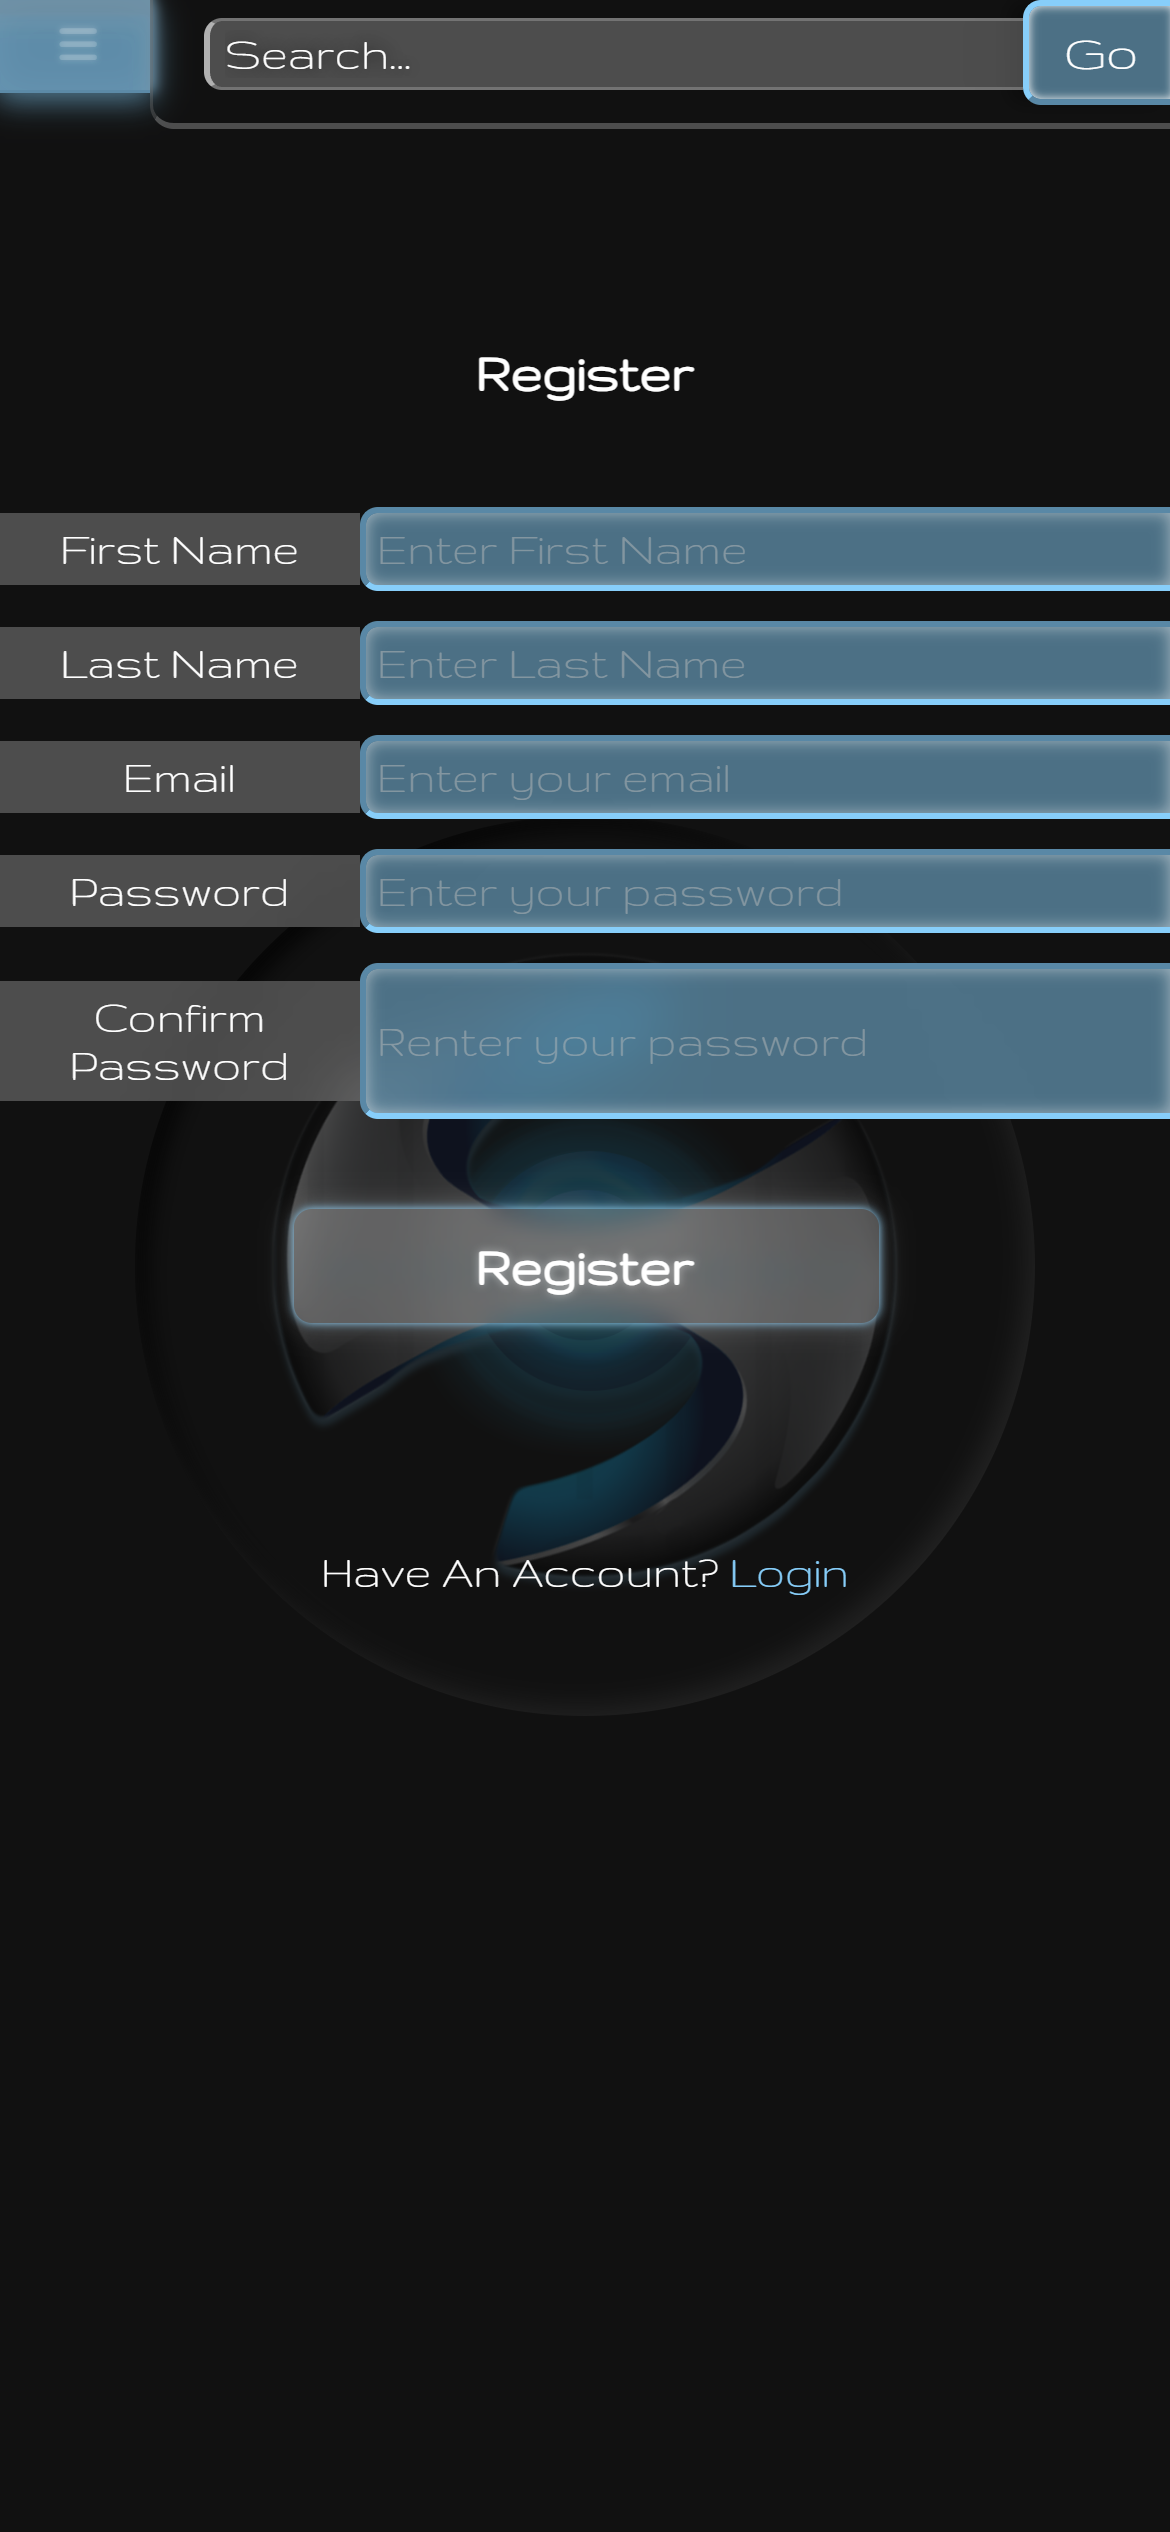 Search...
Go
Register
First Name
Enter First Name
Last Name
Enter Last Name
Email
Enter your email
Password
Enter your password
Confirm
Password
Renter your password
Register
Have An Account? Login